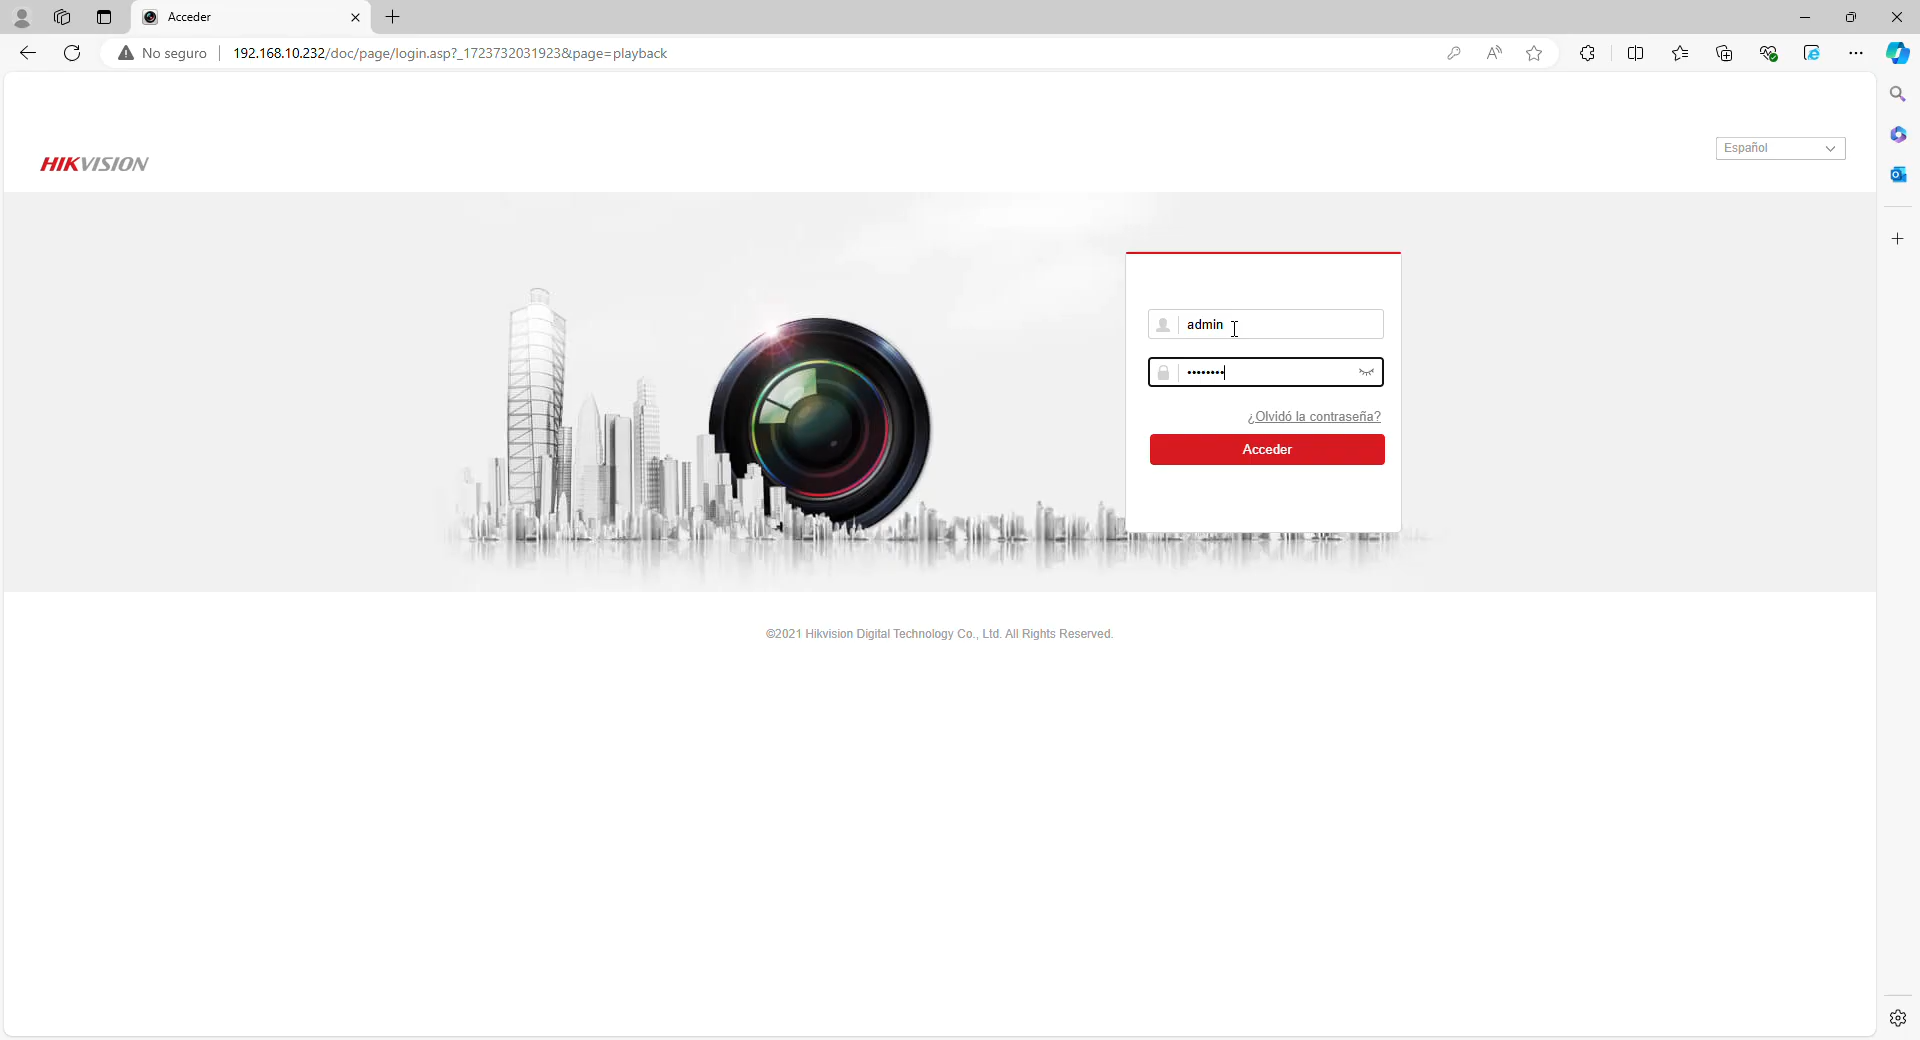 Acceder
No seguro
192.168.10.232/doc/page/login.asp?_1723732031923&page=playback
HIKVISION
Español
admin
••••••••
¿Olvidó la contraseña?
Acceder
©2021 Hikvision Digital Technology Co., Ltd. All Rights Reserved.